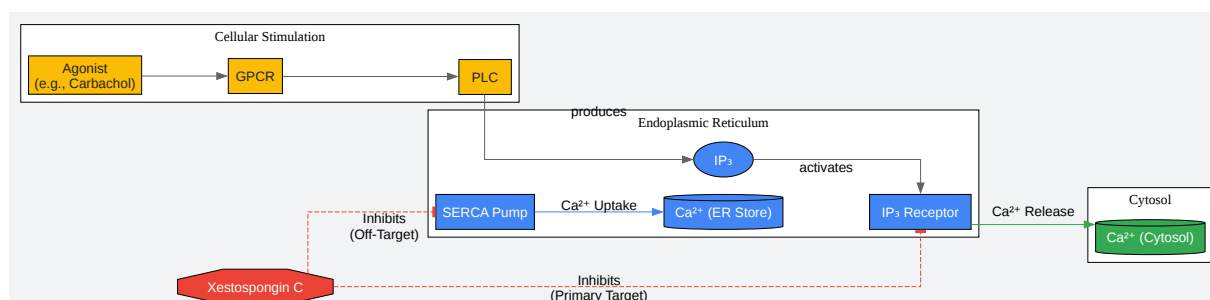 Cellular Stimulation
Agonist
(e.g., Carbachol)
GPCR
PLC
produces
Endoplasmic Reticulum
IP₃
activates
SERCA Pump
Ca²⁺ Uptake
Ca²⁺ (ER Store)
IP₃ Receptor
Ca²⁺ Release
Cytosol
Ca²⁺ (Cytosol)
Inhibits
(Off-Target)
Xestospongin C
Inhibits
(Primary Target)